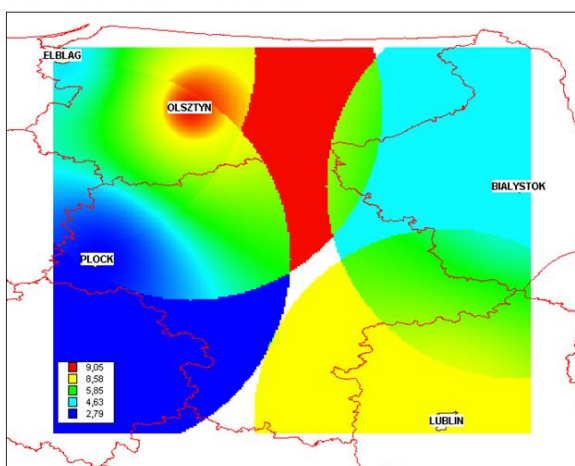 ELBLAG
OLSZTYN
BIALYSTOK
PLOCK
9,05
8,58
5,85
4,63
2,79
LUBLIN